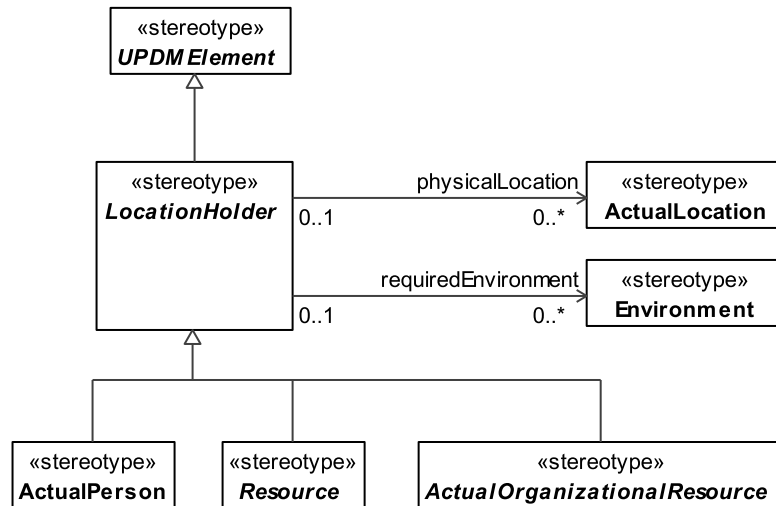 «stereotype»
UPDMElement
«stereotype»
LocationHolder
physicalLocation
0..1
0..*
«stereotype»
ActualLocation
requiredEnvironment
0..1
0..*
«stereotype»
Environment
«stereotype»
ActualPerson
«stereotype»
Resource
«stereotype»
ActualOrganizationalResource